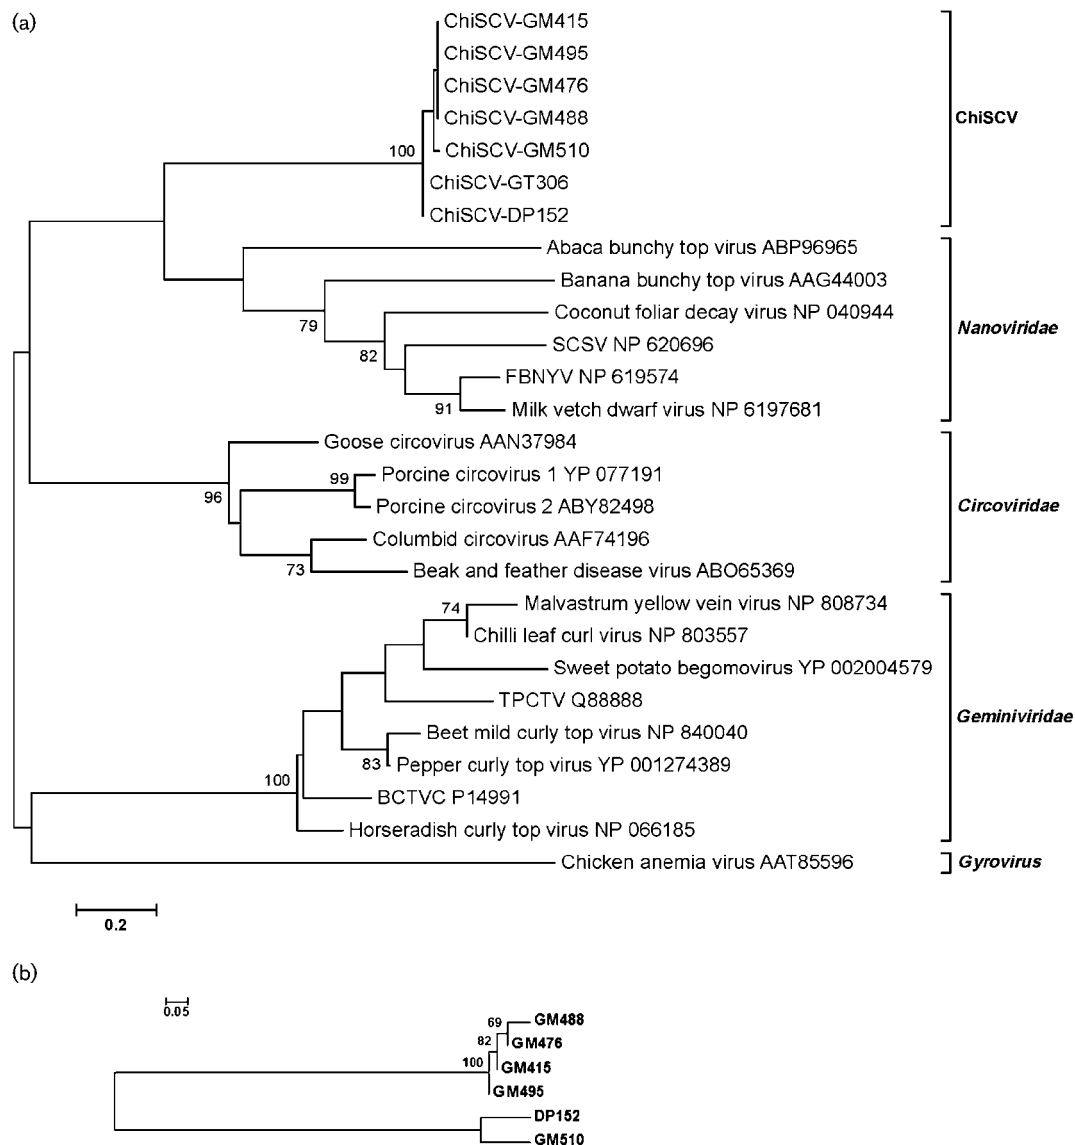 (a)
ChiSCV-GM415
ChiSCV-GM495
ChiSCV-GM476
ChiSCV-GM488
ChiSCV-GM510
ChiSCV-GT306
ChiSCV-DP152
100
ChiSCV
Abaca bunchy top virus ABP96965
Banana bunchy top virus AAG44003
Coconut foliar decay virus NP 040944
SCSV NP 620696
FBNYV NP 619574
Milk vetch dwarf virus NP 6197681
79
82
91
Nanoviridae
Goose circovirus AAN37984
Porcine circovirus 1 YP 077191
Porcine circovirus 2 ABY82498
Columbid circovirus AAF74196
Beak and feather disease virus ABO65369
96
99
73
Circoviridae
Malvastrum yellow vein virus NP 808734
Chilli leaf curl virus NP 803557
Sweet potato begomovirus YP 002004579
TPCTV Q88888
Beet mild curly top virus NP 840040
Pepper curly top virus YP 001274389
BCTVC P14991
Horseradish curly top virus NP 066185
74
83
100
Geminiviridae
Chicken anemia virus AAT85596
Gyrovirus
0.2
(b)
0.05
GM488
GM476
GM415
GM495
DP152
GM510
69
82
100